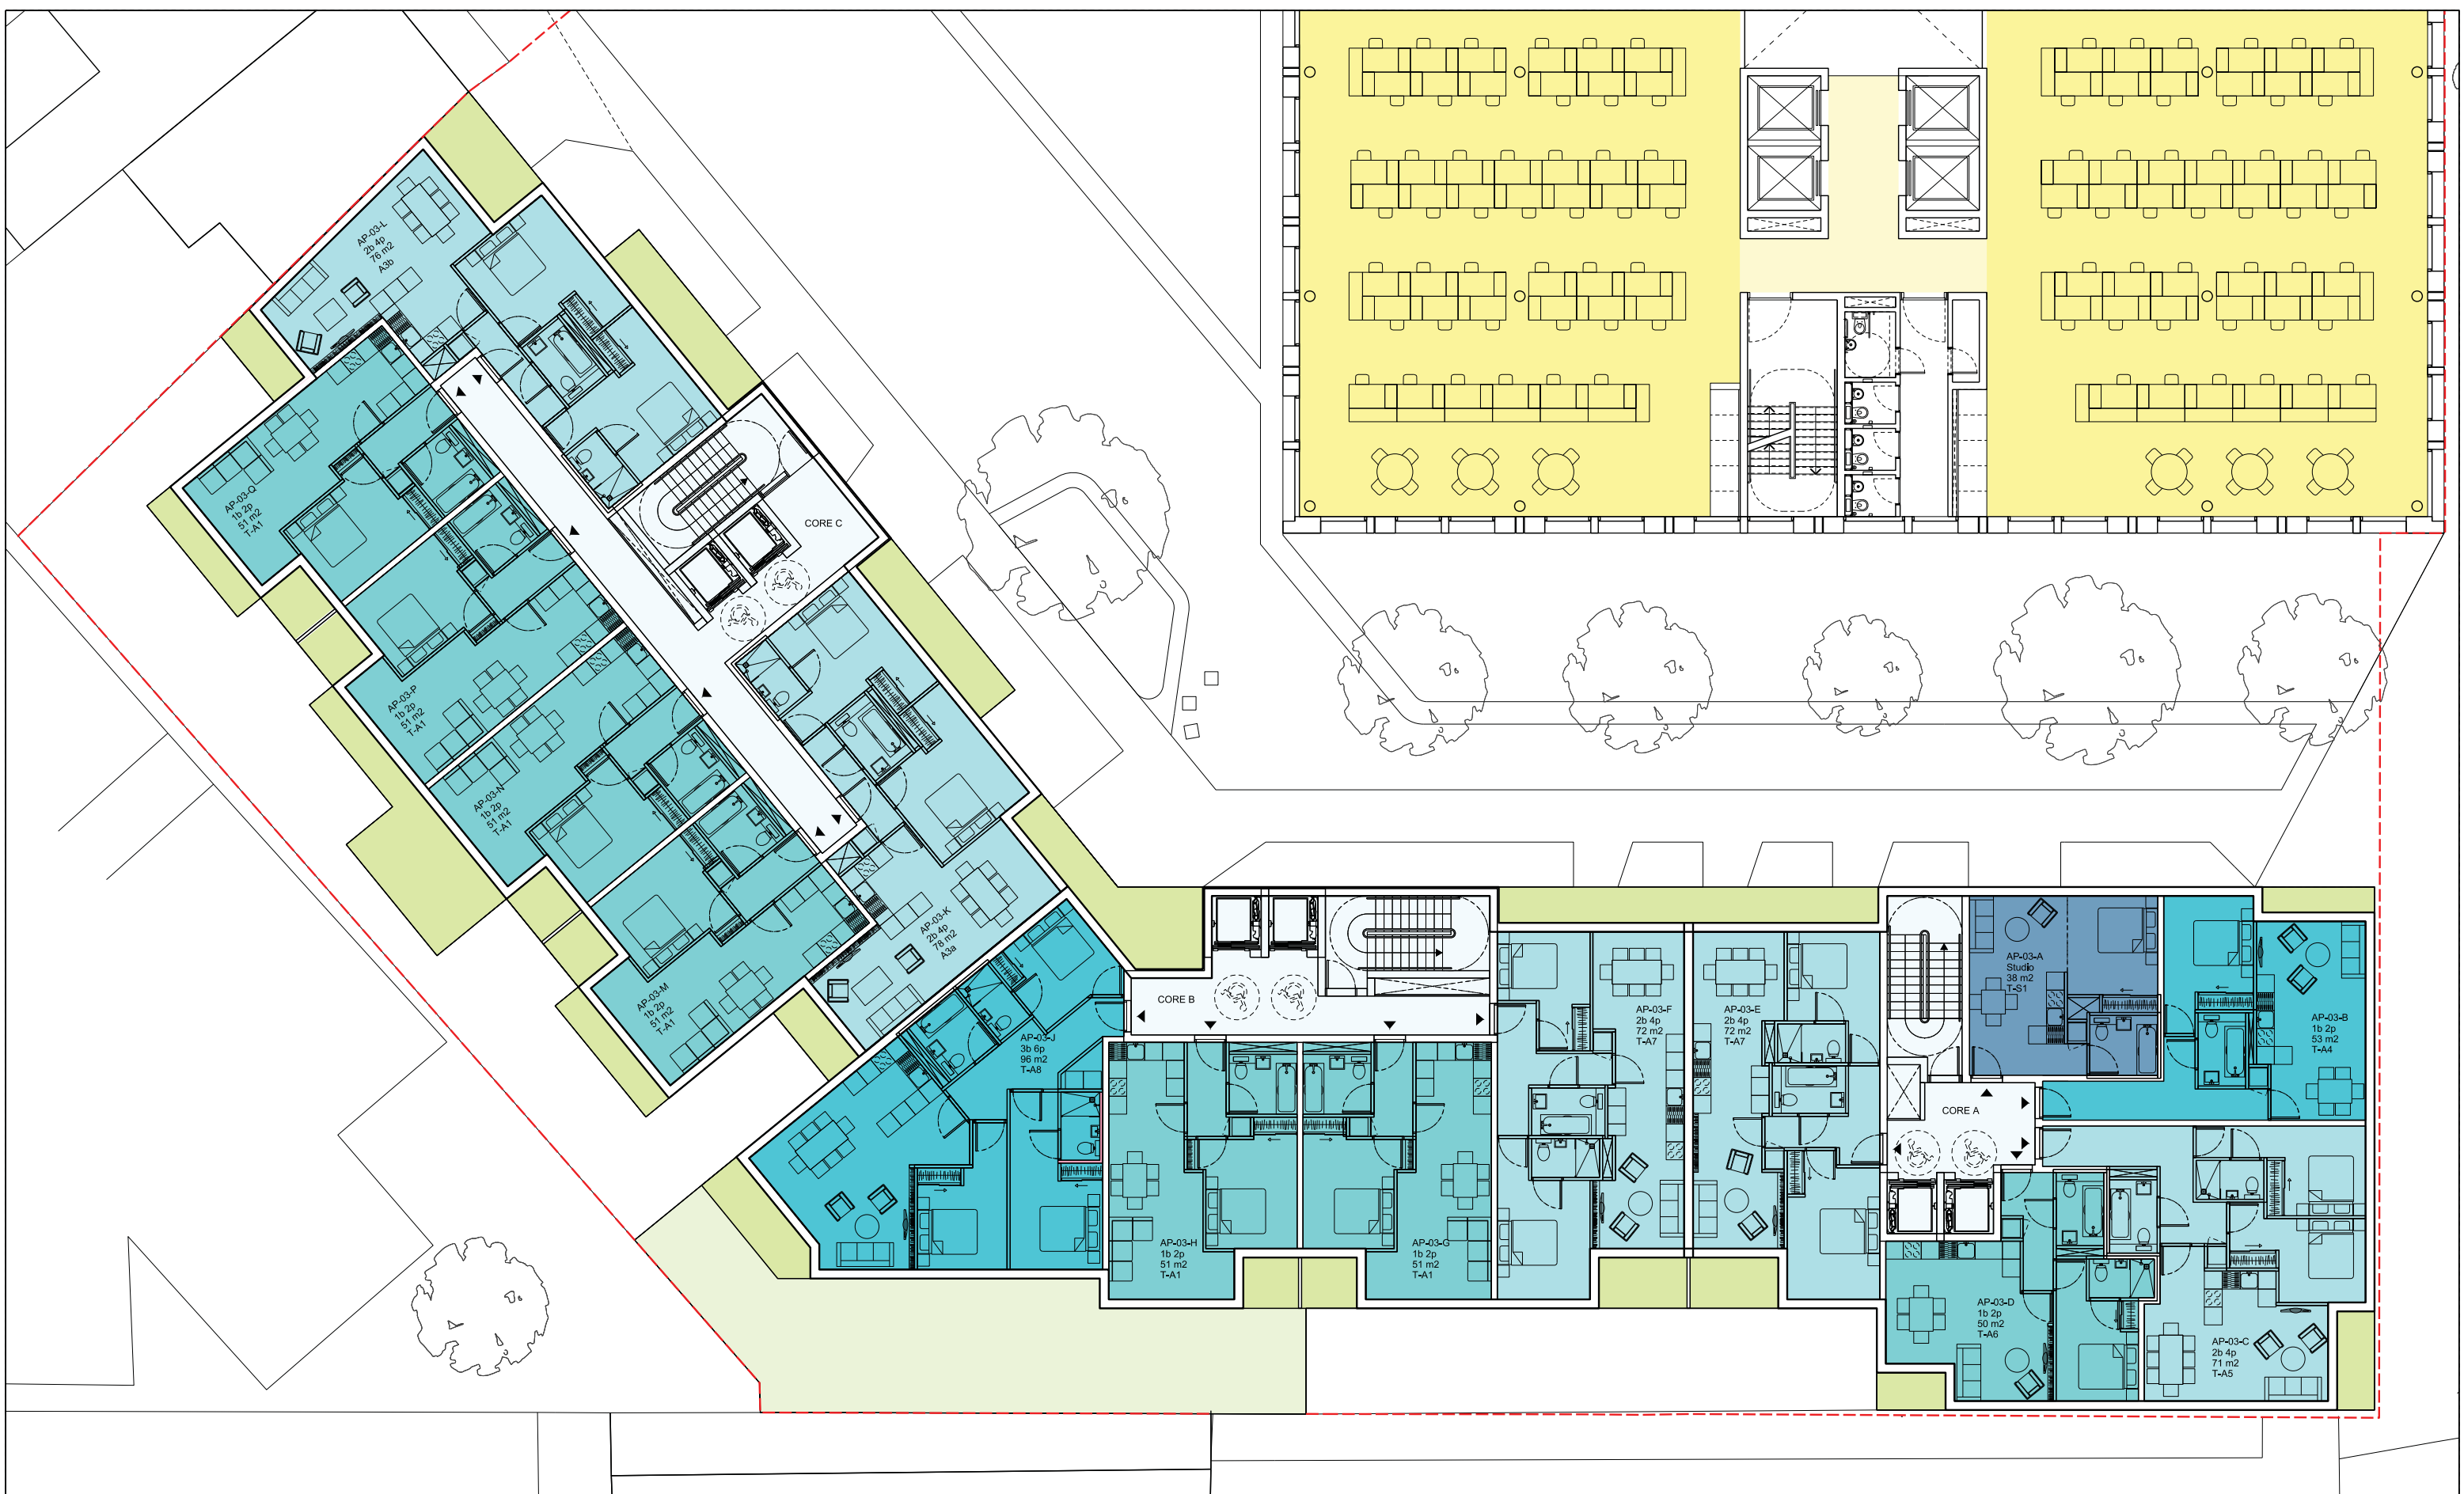 AP-03-L
2b 4p
76 m2
A3b
AP-03-Q
1b 2p
51 m2
T-A1
CORE C
AP-03-P
1b 2p
51 m2
T-A1
AP-03-N
1b 2p
51 m2
T-A1
AP-03-M
1b 2p
51 m2
T-A1
AP-03-K
2b 4p
78 m2
A3a
CORE B
AP-03-J
3b 6p
96 m2
T-A8
AP-03-H
1b 2p
51 m2
T-A1
AP-03-G
1b 2p
51 m2
T-A1
AP-03-F
2b 4p
72 m2
T-A7
AP-03-E
2b 4p
72 m2
T-A7
AP-03-A
Studio
38 m2
T-S1
AP-03-B
1b 2p
53 m2
T-A4
CORE A
AP-03-D
1b 2p
50 m2
T-A6
AP-03-C
2b 4p
71 m2
T-A5